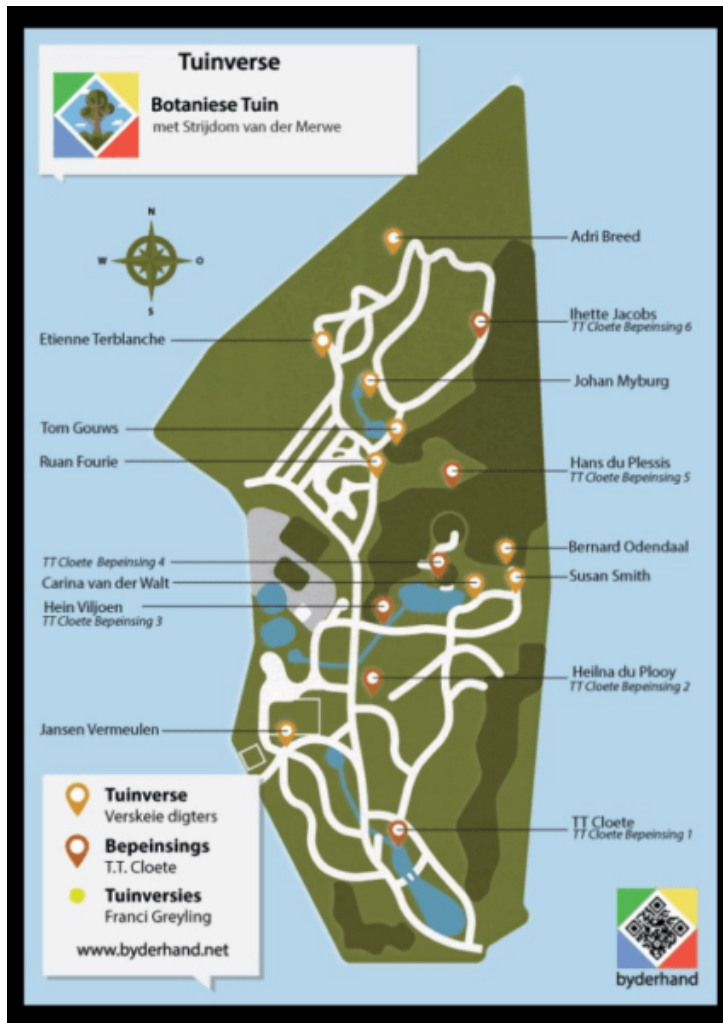 Tuinverse
Botaniese Tuin
met Strijdom van der Merwe
N
W
O
S
Adri Breed
Ihette Jacobs
TT Cloete Bepeinsing 6
Etienne Terblanche
Johan Myburg
Tom Gouws
Ruan Fourie
Hans du Plessis
TT Cloete Bepeinsing 5
Bernard Odendaal
TT Cloete Bepeinsing 4
Susan Smith
Carina van der Walt
Hein Viljoen
TT Cloete Bepeinsing 3
Heilna du Plooy
TT Cloete Bepeinsing 2
Jansen Vermeulen
TT Cloete
TT Cloete Bepeinsing 1
Tuinverse
Verskeie digters
Bepeinsings
T.T. Cloete
Tuinversies
Franci Greyling
www.byderhand.net
byderhand